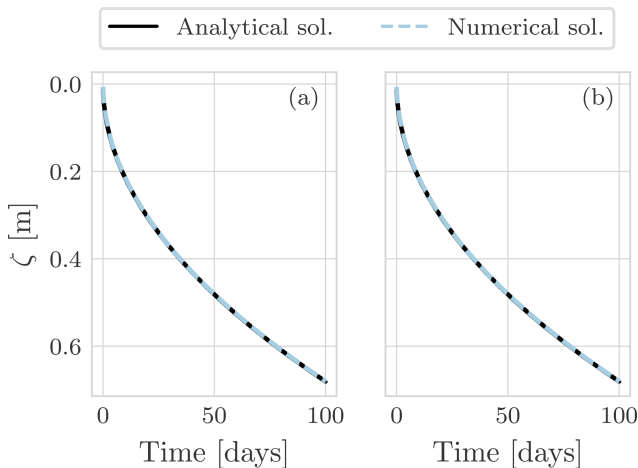 Analytical sol. Numerical sol.
(a) (b)
0.0
0.2
0.4
0.6
ζ [m]
0 50 100 0 50 100
Time [days] Time [days]